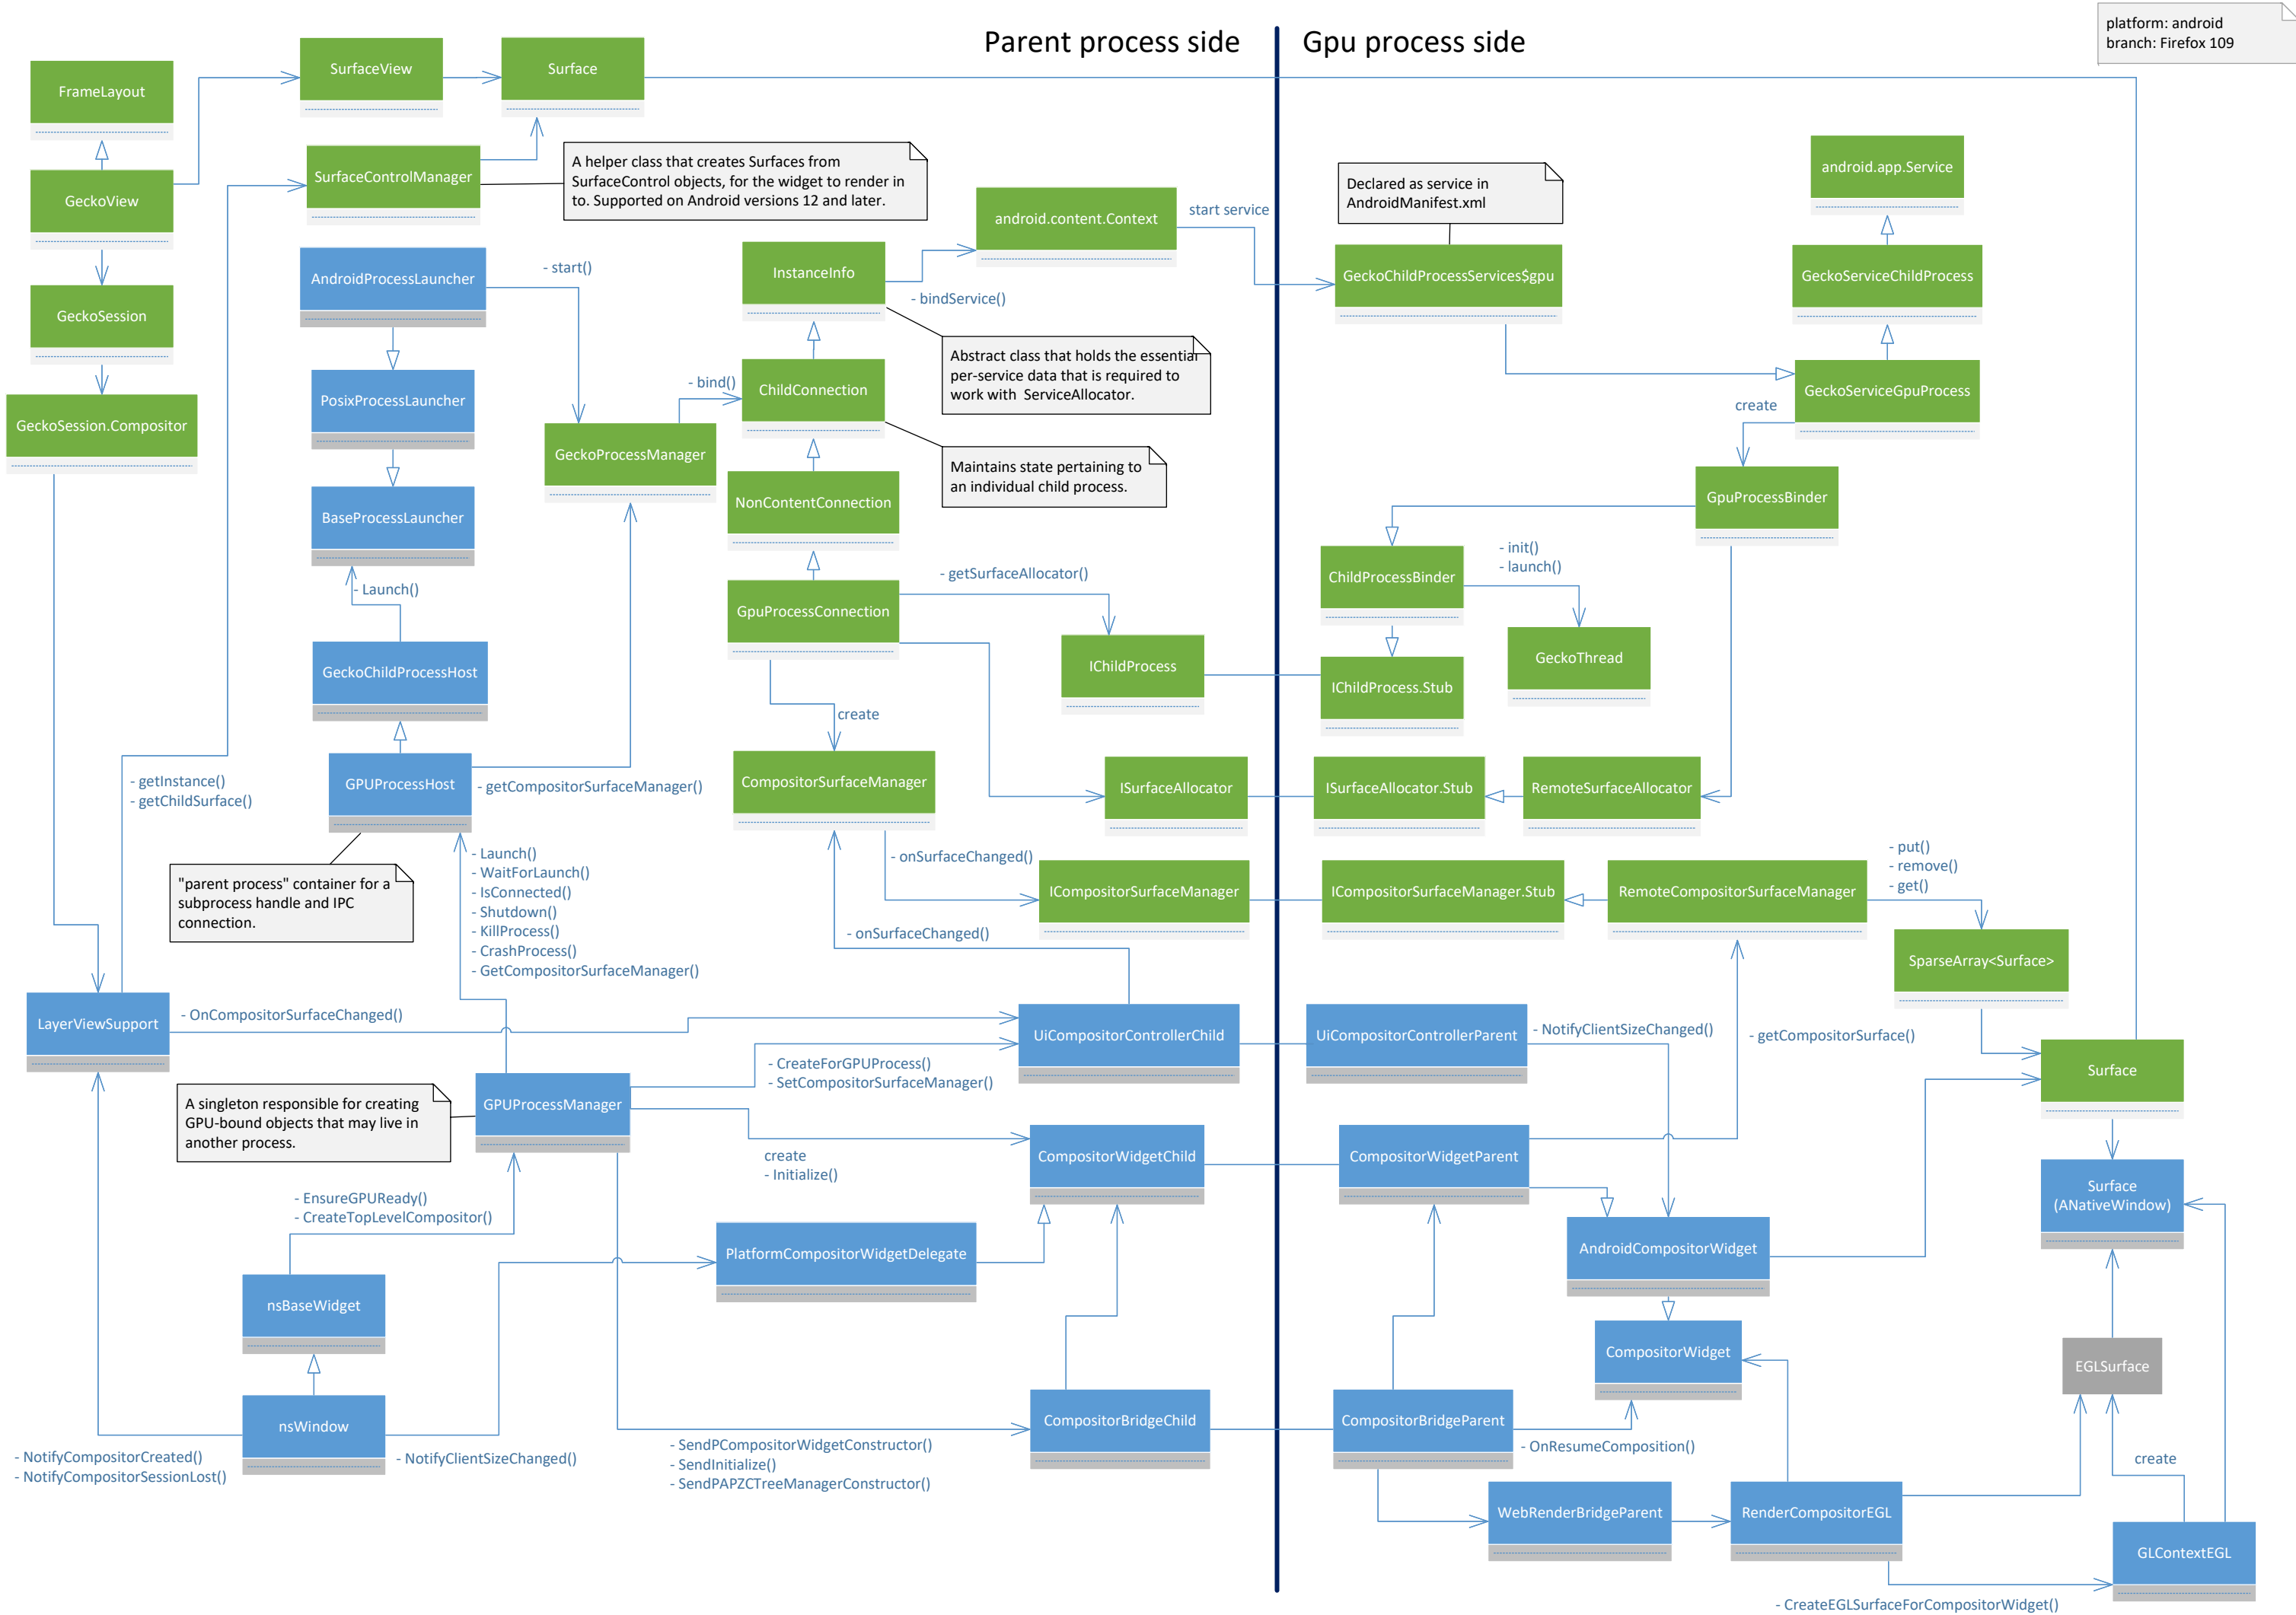 Parent process side
Gpu process side
platform: android
branch: Firefox 109
FrameLayout
SurfaceView
Surface
GeckoView
SurfaceControlManager
A helper class that creates Surfaces from
SurfaceControl objects, for the widget to render in
to. Supported on Android versions 12 and later.
android.content.Context
start service
Declared as service in
AndroidManifest.xml
android.app.Service
GeckoSession
AndroidProcessLauncher
- start()
InstanceInfo
- bindService()
GeckoChildProcessServices$gpu
GeckoServiceChildProcess
Abstract class that holds the essential
per-service data that is required to
work with  ServiceAllocator.
GeckoSession.Compositor
PosixProcessLauncher
- bind()
ChildConnection
GeckoServiceGpuProcess
create
GeckoProcessManager
Maintains state pertaining to
an individual child process.
BaseProcessLauncher
NonContentConnection
GpuProcessBinder
- Launch()
- getSurfaceAllocator()
ChildProcessBinder
- init()
- launch()
GpuProcessConnection
GeckoChildProcessHost
IChildProcess
IChildProcess.Stub
GeckoThread
create
- getInstance()
- getChildSurface()
GPUProcessHost
- getCompositorSurfaceManager()
CompositorSurfaceManager
ISurfaceAllocator
ISurfaceAllocator.Stub
RemoteSurfaceAllocator
"parent process" container for a
subprocess handle and IPC
connection.
- Launch()
- WaitForLaunch()
- IsConnected()
- Shutdown()
- KillProcess()
- CrashProcess()
- GetCompositorSurfaceManager()
- onSurfaceChanged()
ICompositorSurfaceManager
ICompositorSurfaceManager.Stub
RemoteCompositorSurfaceManager
- put()
- remove()
- get()
- onSurfaceChanged()
SparseArray<Surface>
LayerViewSupport
- OnCompositorSurfaceChanged()
UiCompositorControllerChild
UiCompositorControllerParent
- NotifyClientSizeChanged()
- getCompositorSurface()
- CreateForGPUProcess()
- SetCompositorSurfaceManager()
Surface
A singleton responsible for creating
GPU-bound objects that may live in
another process.
GPUProcessManager
create
- Initialize()
CompositorWidgetChild
CompositorWidgetParent
Surface
(ANativeWindow)
- EnsureGPUReady()
- CreateTopLevelCompositor()
PlatformCompositorWidgetDelegate
AndroidCompositorWidget
nsBaseWidget
CompositorWidget
EGLSurface
nsWindow
CompositorBridgeChild
CompositorBridgeParent
- OnResumeComposition()
- NotifyCompositorCreated()
- NotifyCompositorSessionLost()
- NotifyClientSizeChanged()
- SendPCompositorWidgetConstructor()
- SendInitialize()
- SendPAPZCTreeManagerConstructor()
create
WebRenderBridgeParent
RenderCompositorEGL
GLContextEGL
- CreateEGLSurfaceForCompositorWidget()